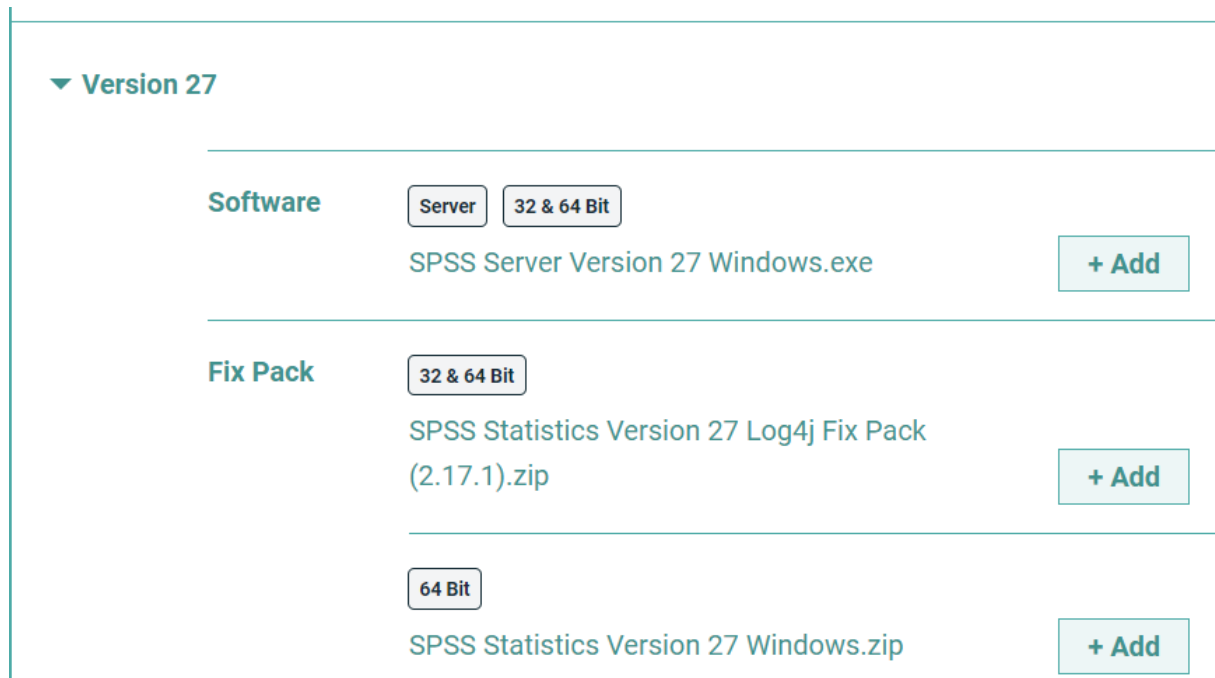 Version 27
Software
Server
32 & 64 Bit
SPSS Server Version 27 Windows.exe
+ Add
Fix Pack
32 & 64 Bit
SPSS Statistics Version 27 Log4j Fix Pack
(2.17.1).zip
+ Add
64 Bit
SPSS Statistics Version 27 Windows.zip
+ Add